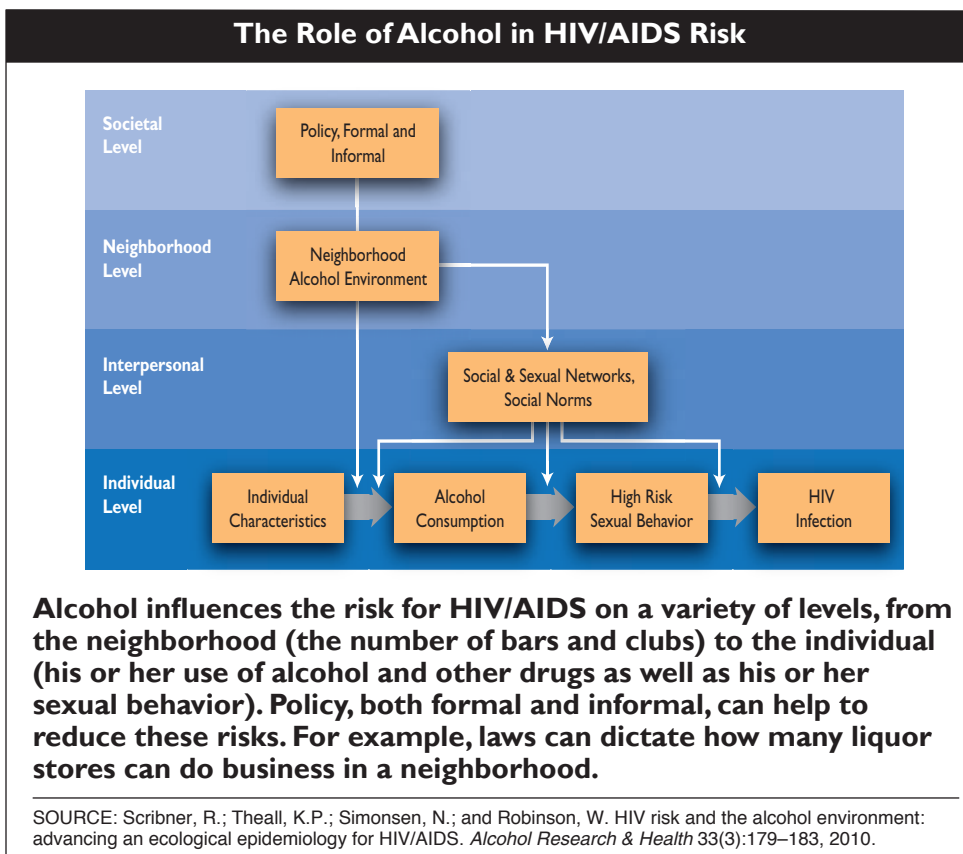 The Role of Alcohol in HIV/AIDS Risk
Societal
Level
Policy, Formal and
Informal
Neighborhood
Level
Neighborhood
Alcohol Environment
Interpersonal
Level
Social & Sexual Networks,
Social Norms
Individual
Level
Individual
Characteristics
Alcohol
Consumption
High Risk
Sexual Behavior
HIV
Infection
Alcohol influences the risk for HIV/AIDS on a variety of levels, from
the neighborhood (the number of bars and clubs) to the individual
(his or her use of alcohol and other drugs as well as his or her
sexual behavior). Policy, both formal and informal, can help to
reduce these risks. For example, laws can dictate how many liquor
stores can do business in a neighborhood.
SOURCE: Scribner, R.; Theall, K.P.; Simonsen, N.; and Robinson, W. HIV risk and the alcohol environment:
advancing an ecological epidemiology for HIV/AIDS. Alcohol Research & Health 33(3):179–183, 2010.